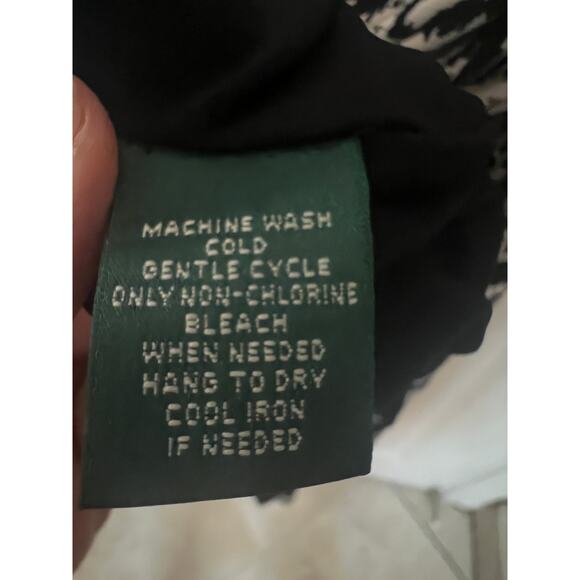 MACHINE WASH
COLD
GENTLE CYCLE
ONLY NON-CHLORINE
BLEACH
WHEN NEEDED
HANG TO DRY
COOL IRON
IF NEEDED